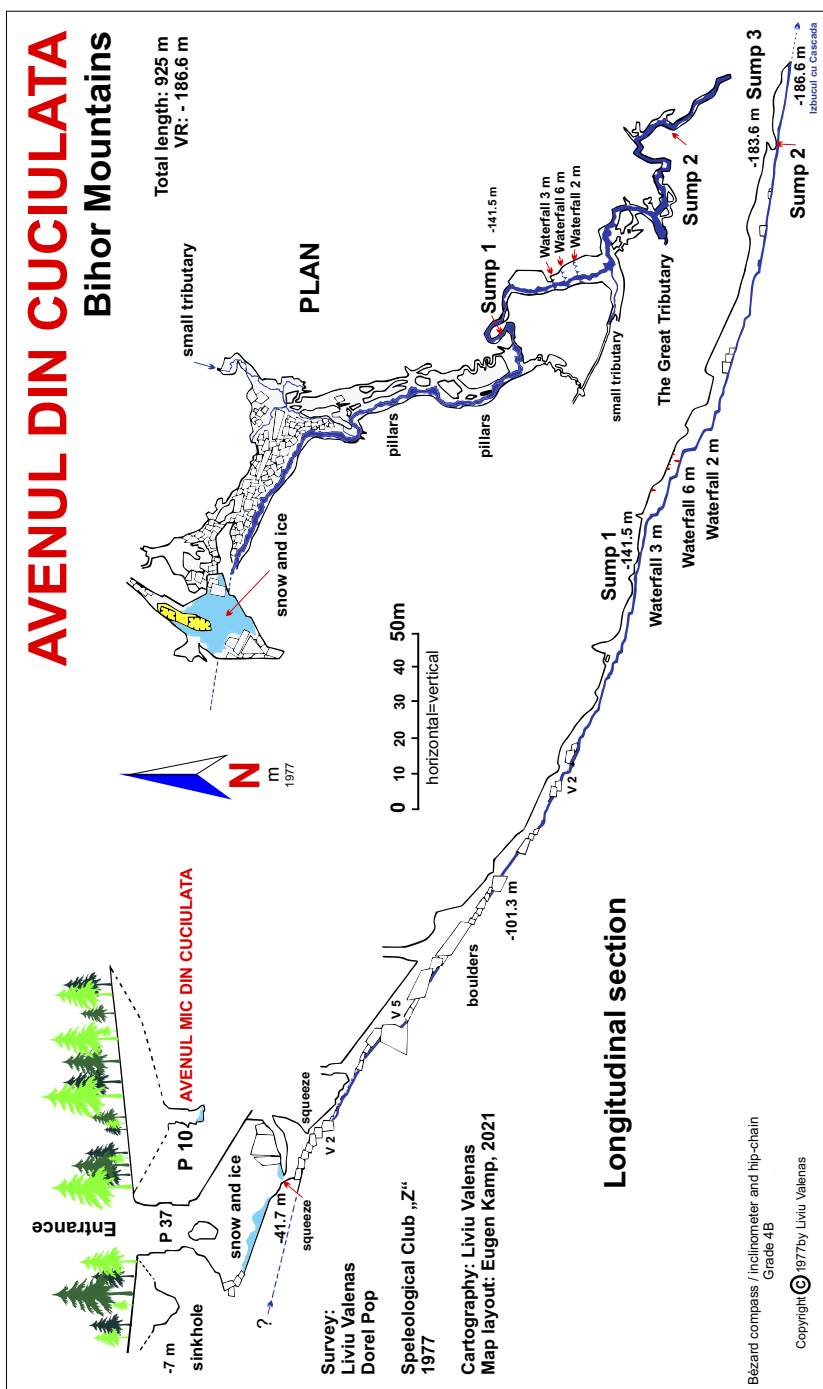 AVENUL DIN CUCIULATA
Bihor Mountains
Total length: 925 m
VR: - 186.6 m
PLAN
small tributary
snow and ice
pillars
pillars
Sump 1
-141.5 m
Waterfall 3 m
Waterfall 6 m
Waterfall 2 m
small tributary
The Great Tributary
Sump 2
N
m
1977
0 10 20 30 40 50m
horizontal=vertical
Entrance
-7 m
sinkhole
P 37
P 10
AVENUL MIC DIN CUCIULATA
snow and ice
-41.7 m
squeeze
squeeze
?
V 2
V 5
boulders
-101.3 m
V 2
Sump 1
-141.5 m
Waterfall 3 m
Waterfall 6 m
Waterfall 2 m
-183.6 m
Sump 3
Sump 2
-186.6 m
Izbucul cu Cascada
Longitudinal section
Survey:
Liviu Valenas
Dorel Pop
Speleological Club „Z“
1977
Cartography: Liviu Valenas
Map layout: Eugen Kamp, 2021
Bézard compass / inclinometer and hip-chain
Grade 4B
Copyright © 1977by Liviu Valenas